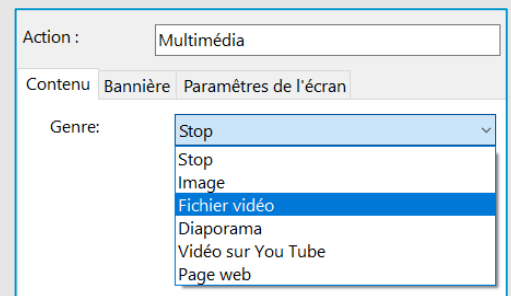 Action : Multimédia
Contenu Bannière Paramêtres de l'écran
Genre: Stop
Stop
Image
Fichier vidéo
Diaporama
Vidéo sur You Tube
Page web